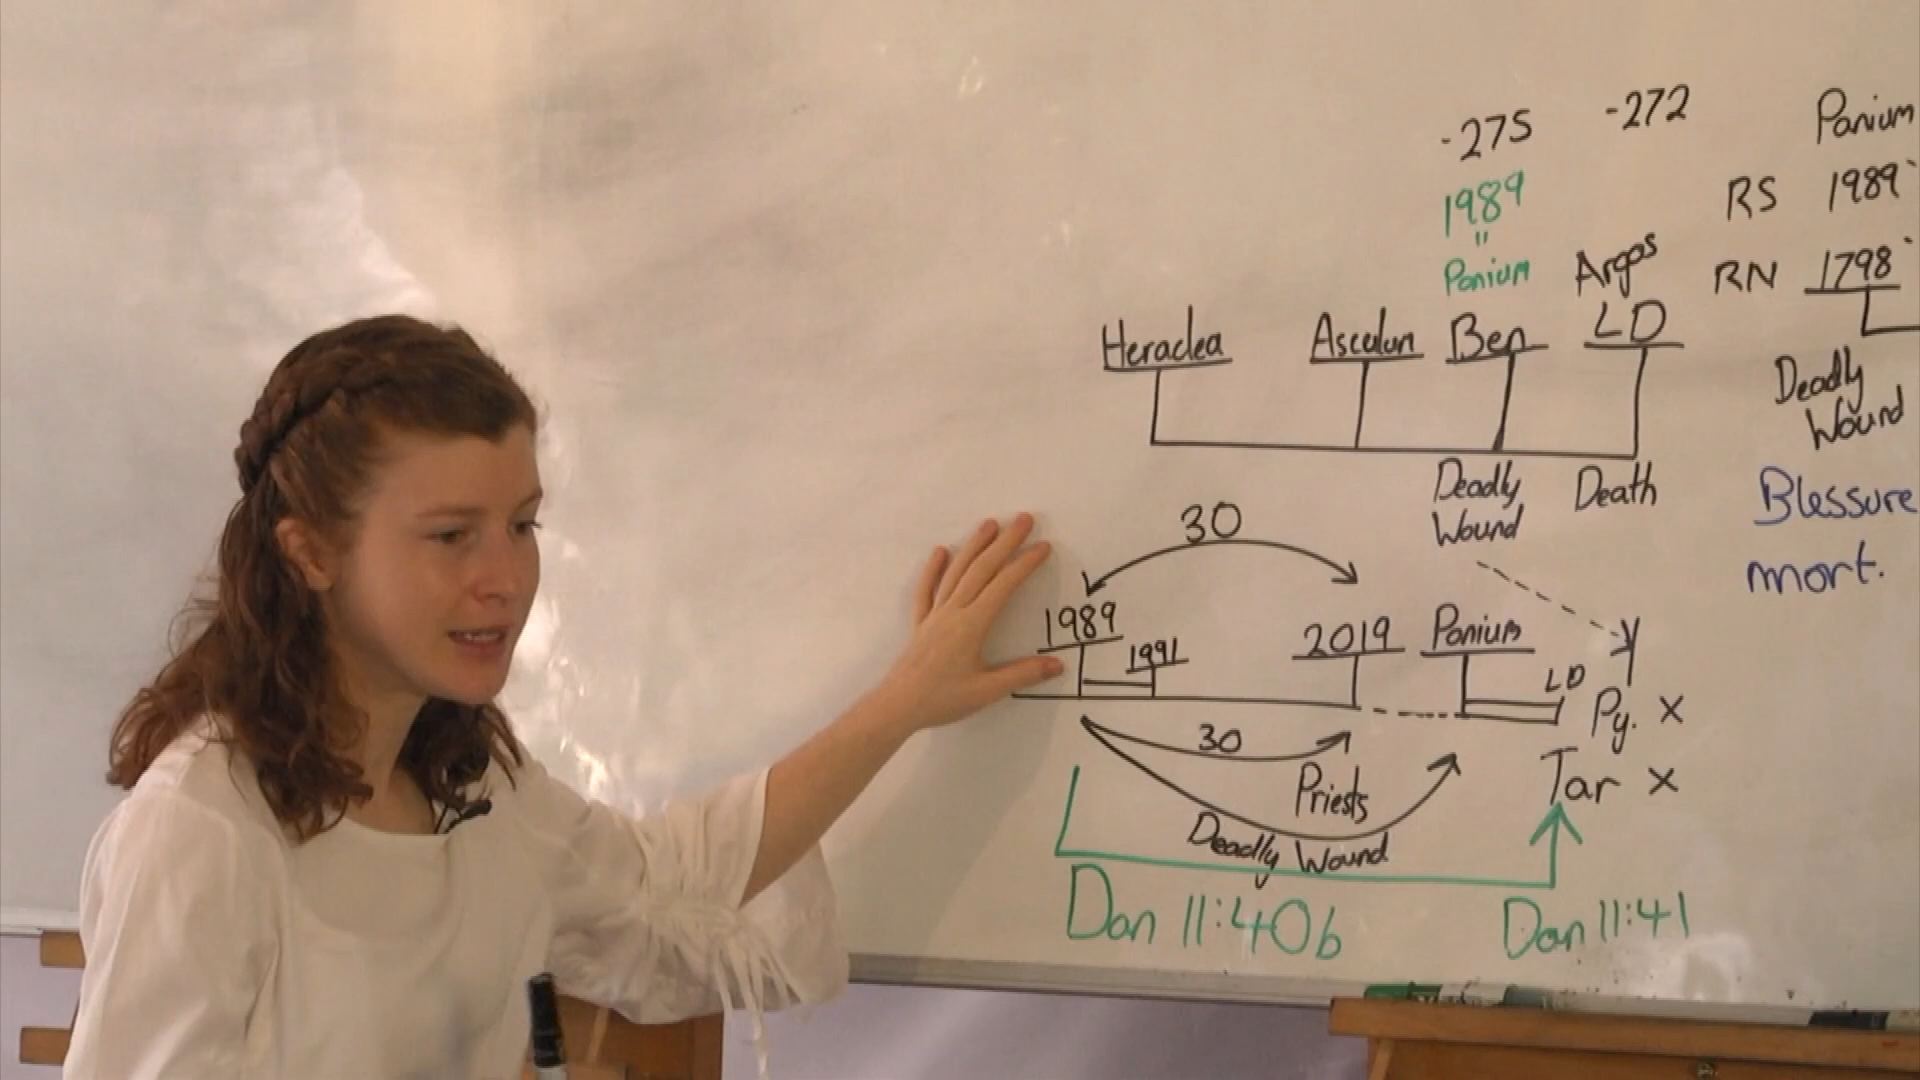 -275 -272 Panium
1989 RS 1989
"
Panium Argos RN 1798
Heraclea Asculun Ben LD
Deadly
Wound
Deadly
Wound
Death
Blessure
mort.
30
1989 1991 2019 Panium LD
Py. x
30
Priests
Tar x
Deadly Wound
Dan 11:40b Dan 11:41